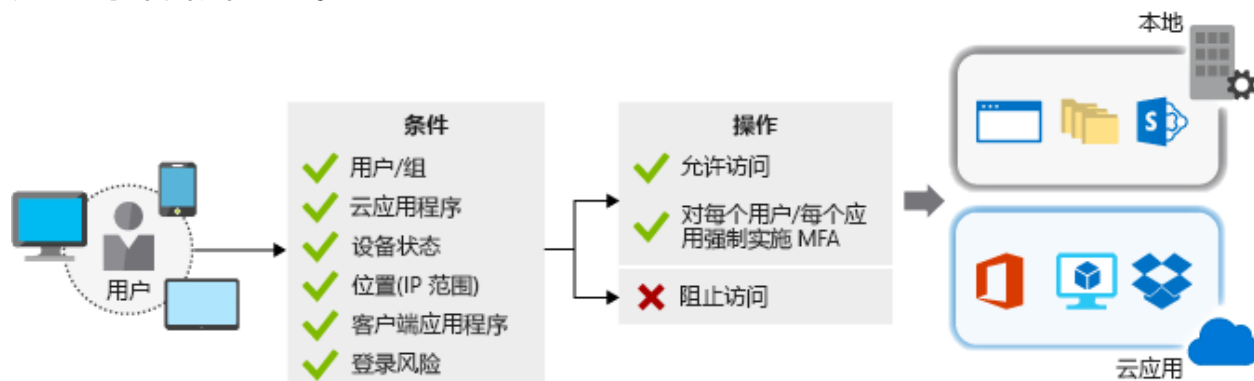 本地
条件
用户/组
云应用程序
设备状态
位置(IP 范围)
客户端应用程序
登录风险
操作
允许访问
对每个用户/每个应
用强制实施 MFA
阻止访问
用户
S
云应用